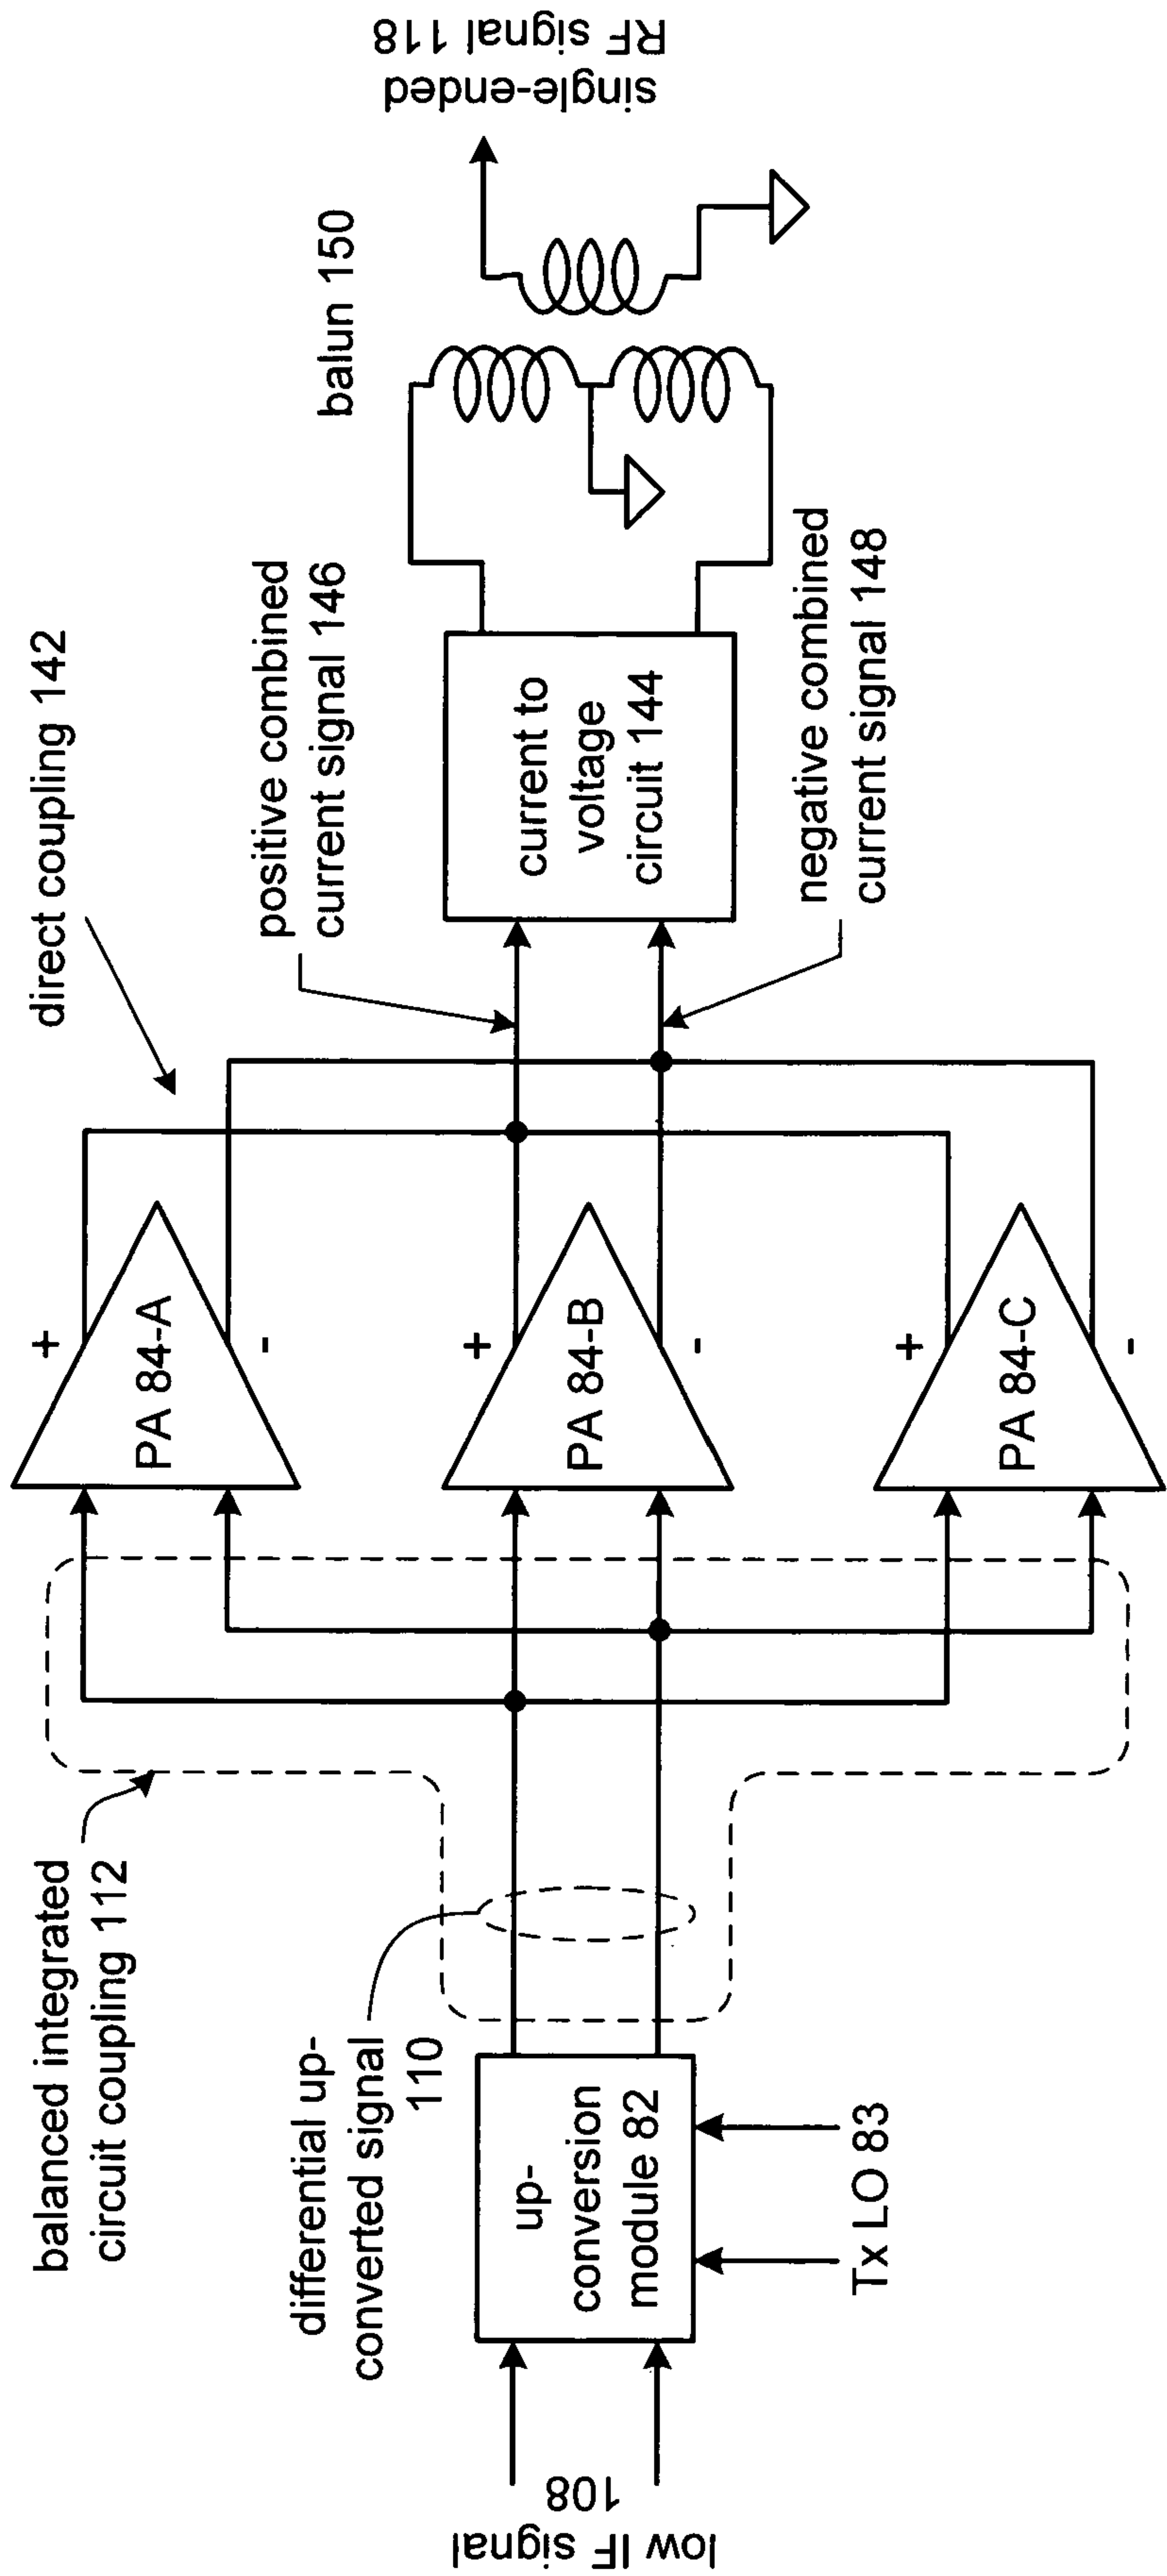 low IF signal
108
up-
conversion
module 82
Tx LO 83
differential up-
converted signal
110
balanced integrated
circuit coupling 112
+
PA 84-A
-
+
PA 84-B
-
+
PA 84-C
-
direct coupling 142
positive combined
current signal 146
current to
voltage
circuit 144
negative combined
current signal 148
balun 150
single-ended
RF signal 118